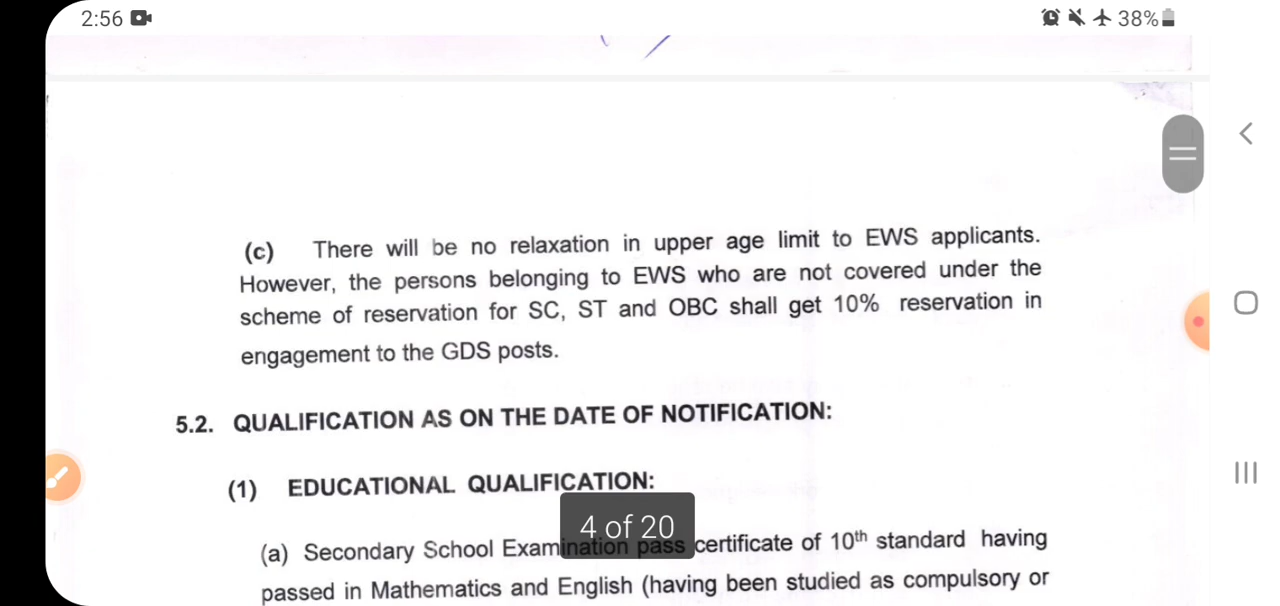 2:56 38%
(c) There will be no relaxation in upper age limit to EWS applicants.
However, the persons belonging to EWS who are not covered under the
scheme of reservation for SC, ST and OBC shall get 10% reservation in
engagement to the GDS posts.
5.2. QUALIFICATION AS ON THE DATE OF NOTIFICATION:
(1) EDUCATIONAL QUALIFICATION:
4 of 20
(a) Secondary School Examination pass certificate of 10th standard having
passed in Mathematics and English (having been studied as compulsory or